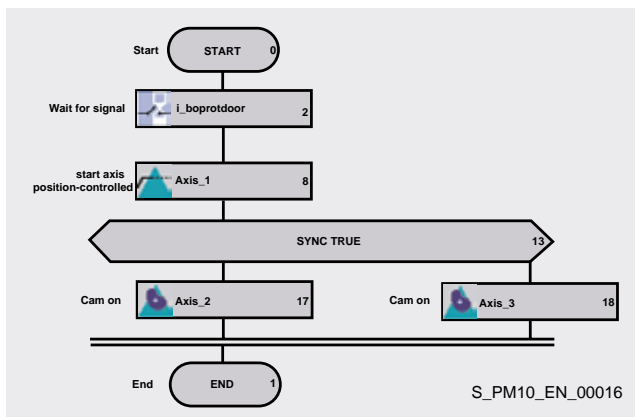 Start START 0
Wait for signal i_boprotdoor 2
start axis
position-controlled Axis_1 8
SYNC TRUE 13
Cam on Axis_2 17 Cam on Axis_3 18
End END 1
S_PM10_EN_00016